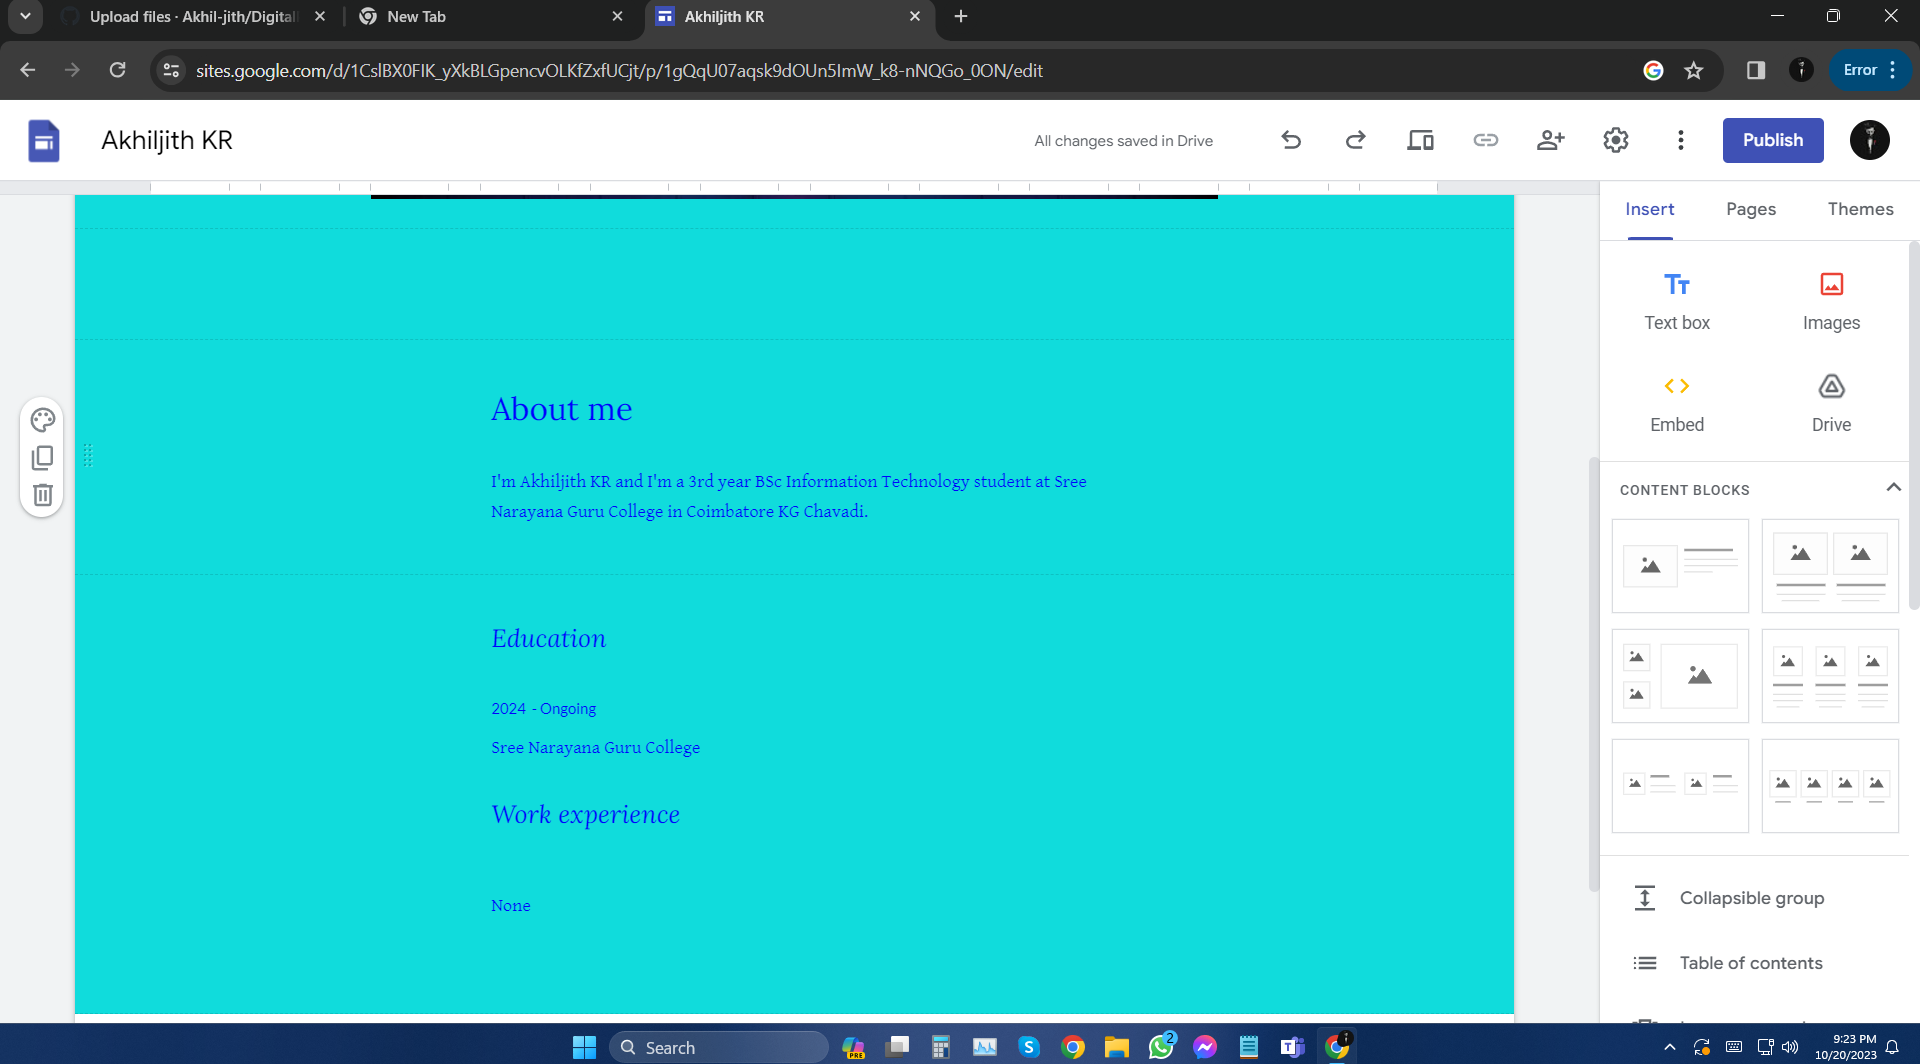 Upload files · Akhil-jith/Digital
New Tab
Akhiljith KR
sites.google.com/d/1CslBX0FIK_yXkBLGpencvOLKfZxfUCjt/p/1gQqU07aqsk9dOUn5ImW_k8-nNQGo_0ON/edit
Error
Akhiljith KR
All changes saved in Drive
Publish
Insert
Pages
Themes
Text box
Images
Embed
Drive
CONTENT BLOCKS
Collapsible group
Table of contents
About me
I'm Akhiljith KR and I'm a 3rd year BSc Information Technology student at Sree
Narayana Guru College in Coimbatore KG Chavadi.
Education
2024 - Ongoing
Sree Narayana Guru College
Work experience
None
Search
PRE
2
9:23 PM
10/20/2023